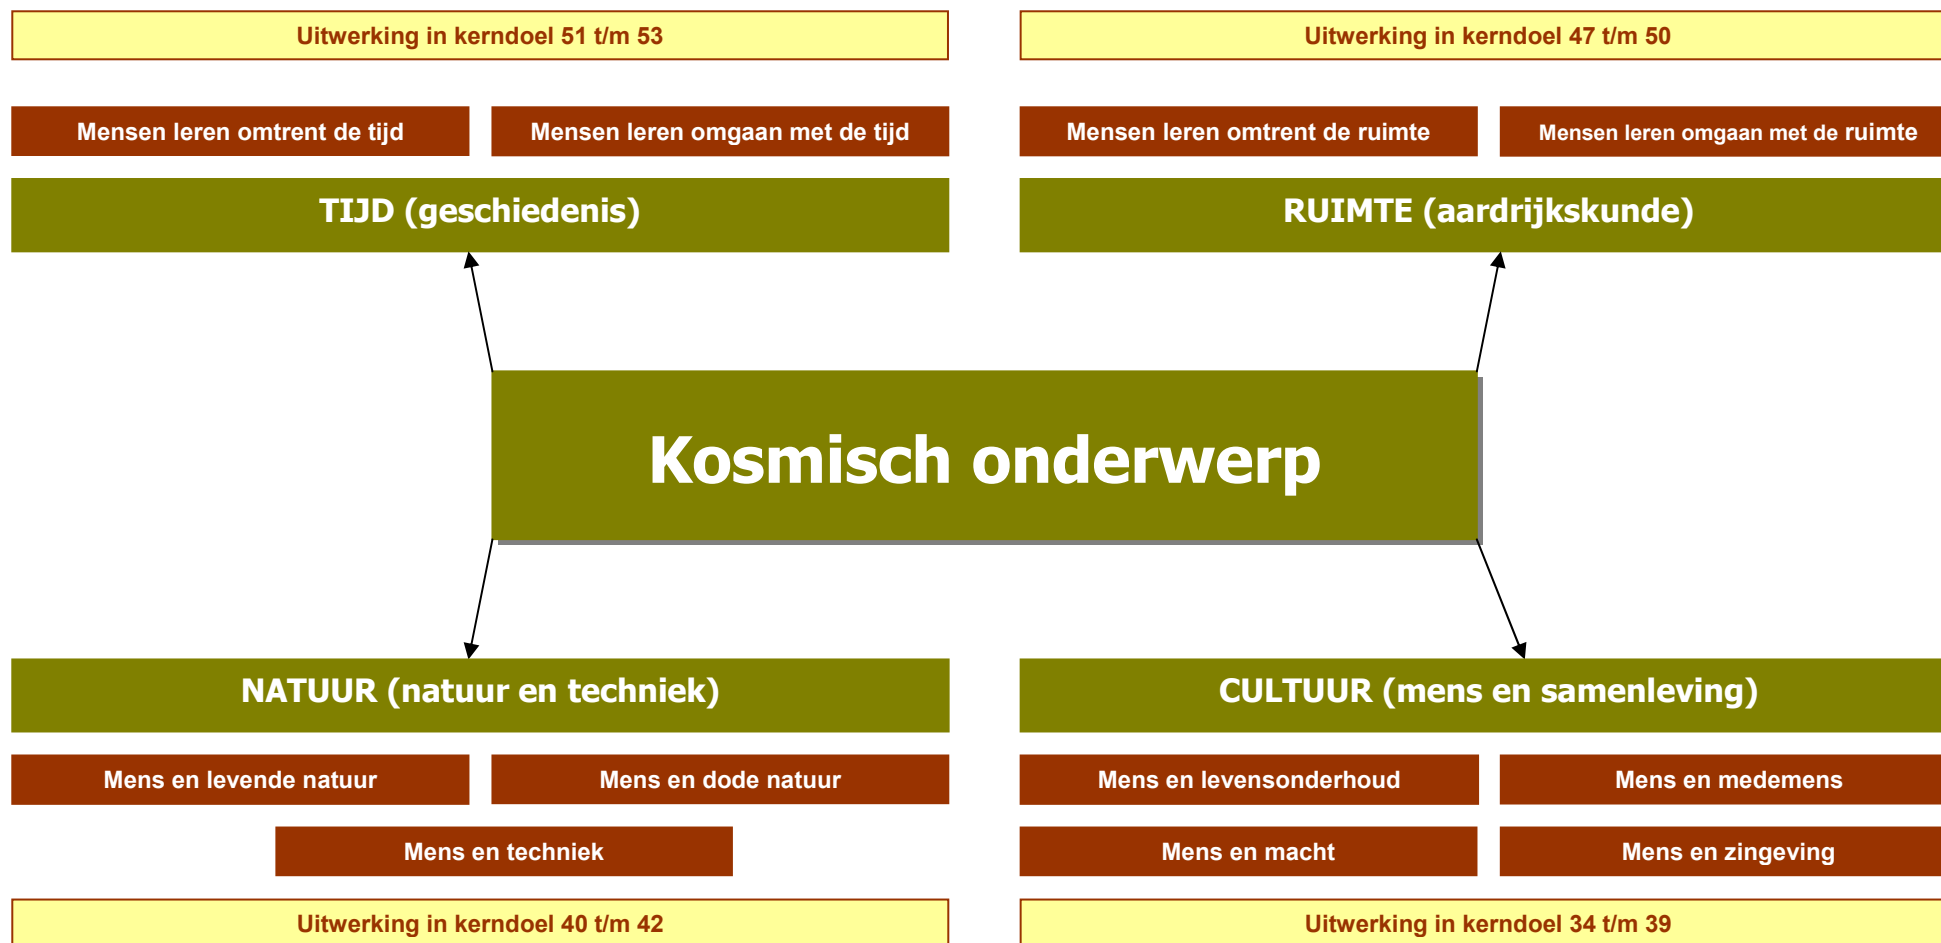 Uitwerking in kerndoel 51 t/m 53
Uitwerking in kerndoel 47 t/m 50
Mensen leren omtrent de tijd
Mensen leren omgaan met de tijd
Mensen leren omtrent de ruimte
Mensen leren omgaan met de ruimte
TIJD (geschiedenis)
RUIMTE (aardrijkskunde)
Kosmisch onderwerp
NATUUR (natuur en techniek)
CULTUUR (mens en samenleving)
Mens en levende natuur
Mens en dode natuur
Mens en levensonderhoud
Mens en medemens
Mens en techniek
Mens en macht
Mens en zingeving
Uitwerking in kerndoel 40 t/m 42
Uitwerking in kerndoel 34 t/m 39